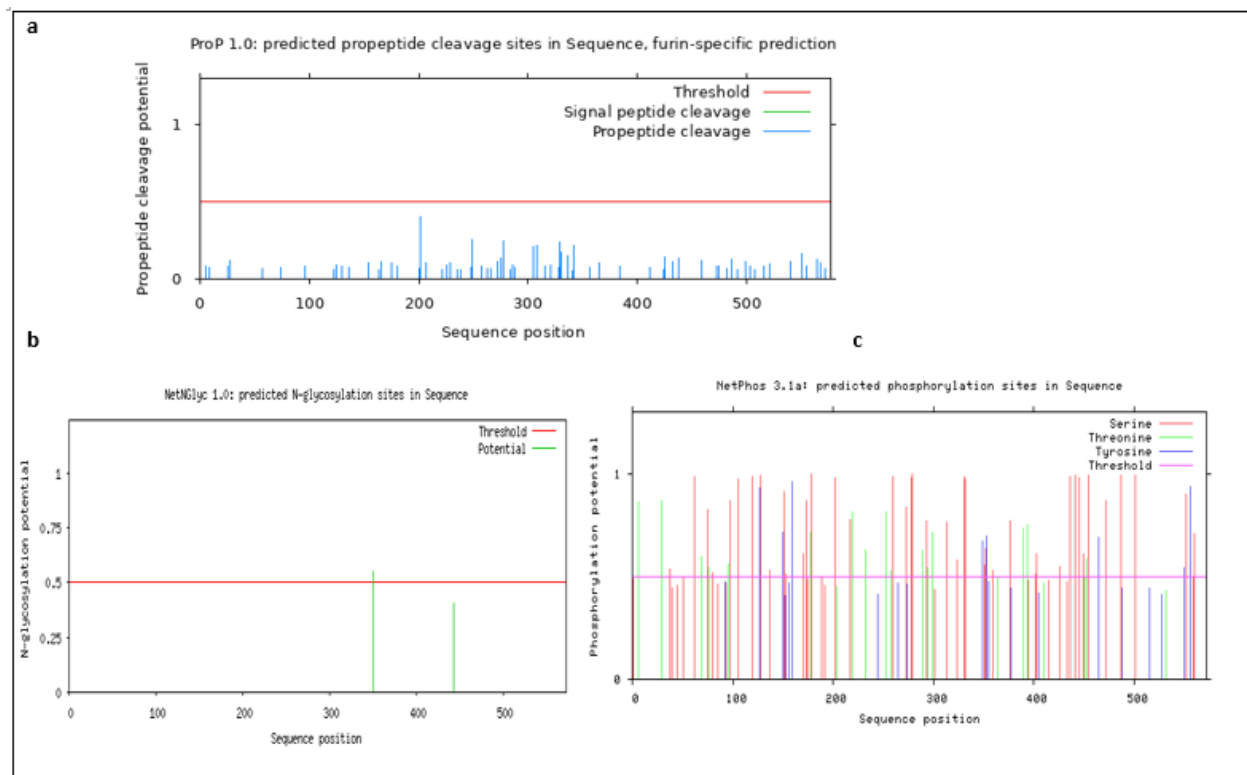 a
ProP 1.0: predicted propeptide cleavage sites in Sequence, furin-specific prediction
Propeptide cleavage potential
1
0
Threshold
Signal peptide cleavage
Propeptide cleavage
0 100 200 300 400 500
Sequence position
b
NetNGlyc 1.0: predicted N-glycosylation sites in Sequence
N-glycosylation potential
1
0.75
0.5
0.25
0
Threshold
Potential
0 100 200 300 400 500
Sequence position
c
NetPhos 3.1a: predicted phosphorylation sites in Sequence
Phosphorylation potential
1
0
Serine
Threonine
Tyrosine
Threshold
0 100 200 300 400 500
Sequence position